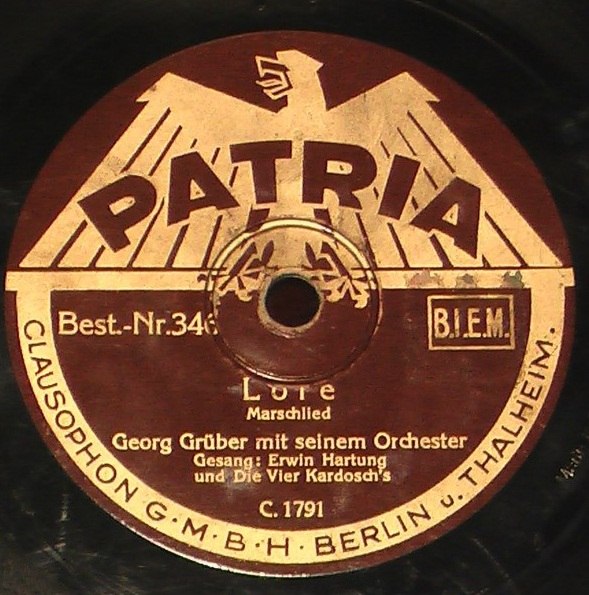 PATRIA
Best.-Nr.346
B.I.E.M.
Lore
Marschlied
Georg Grüber mit seinem Orchester
Gesang: Erwin Hartung
und Die Vier Kardosch's
C. 1791
CLAUSOPHON G·M·B·H· BERLIN u. THALHEIM.